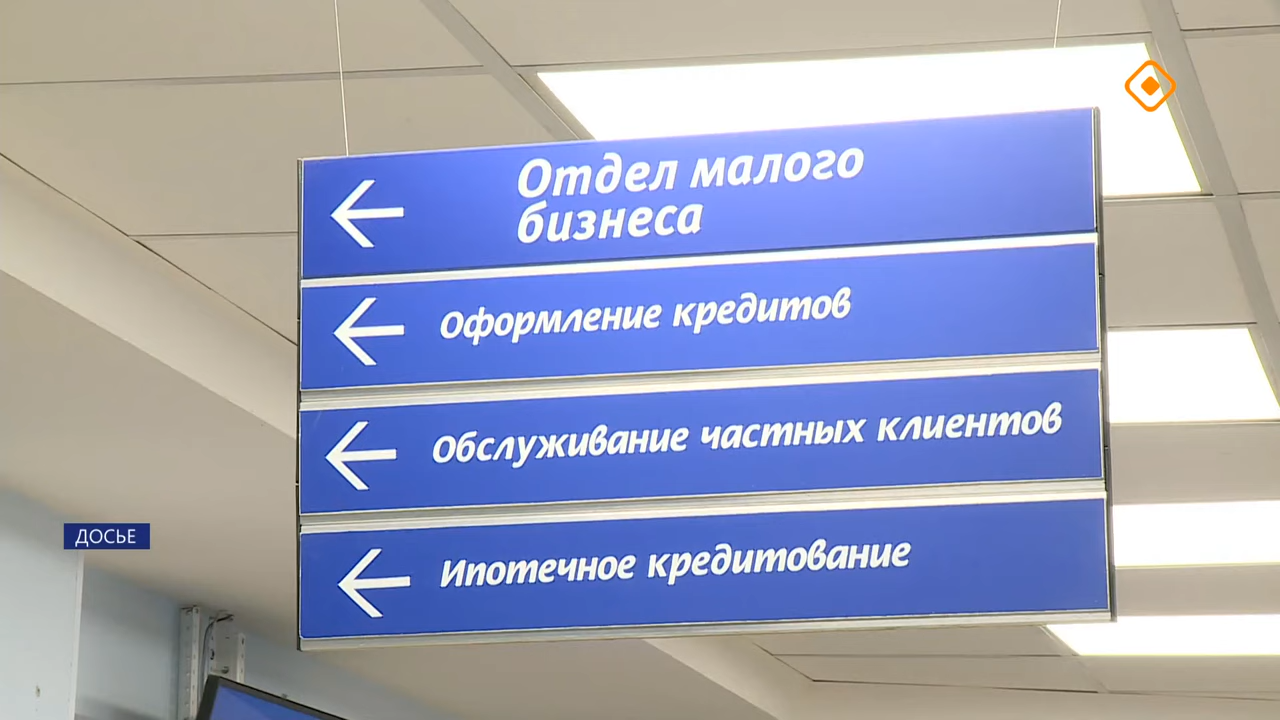 Отдел малого
бизнеса
Оформление кредитов
Обслуживание частных клиентов
Ипотечное кредитование
ДОСЬЕ